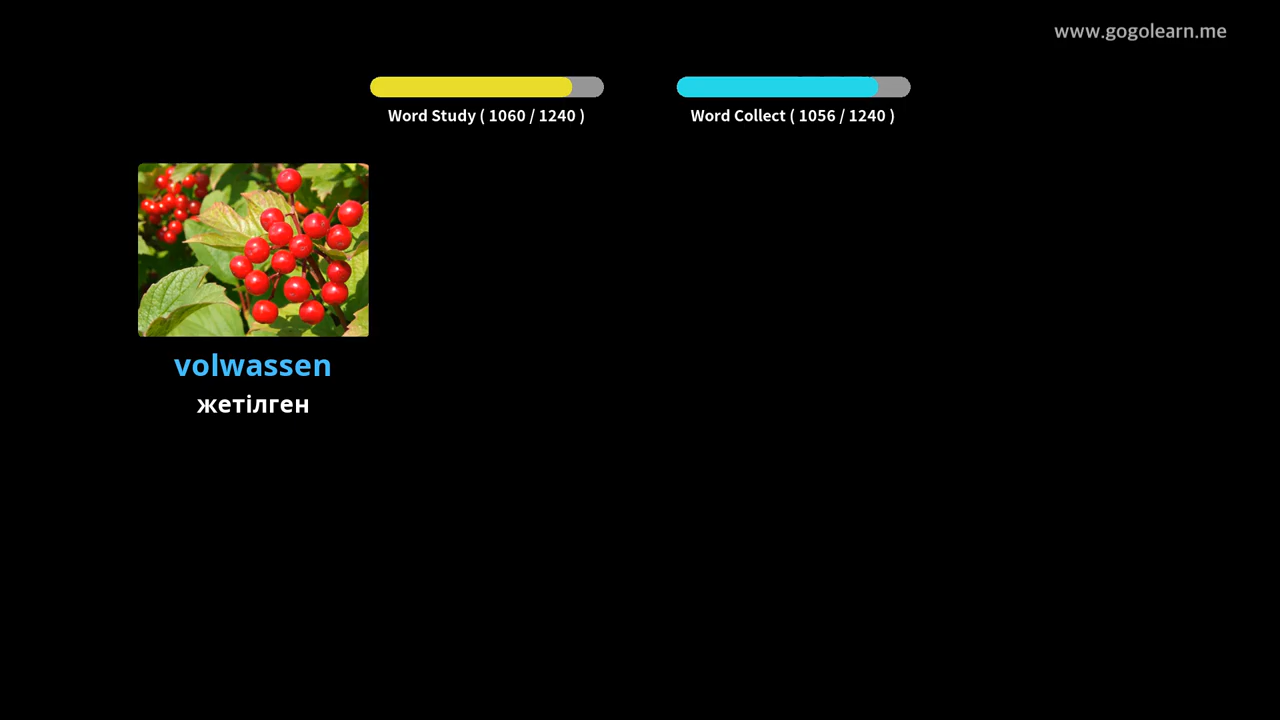 www.gogolearn.me
Word Study ( 1060 / 1240 )
Word Collect ( 1056 / 1240 )
volwassen
жетілген